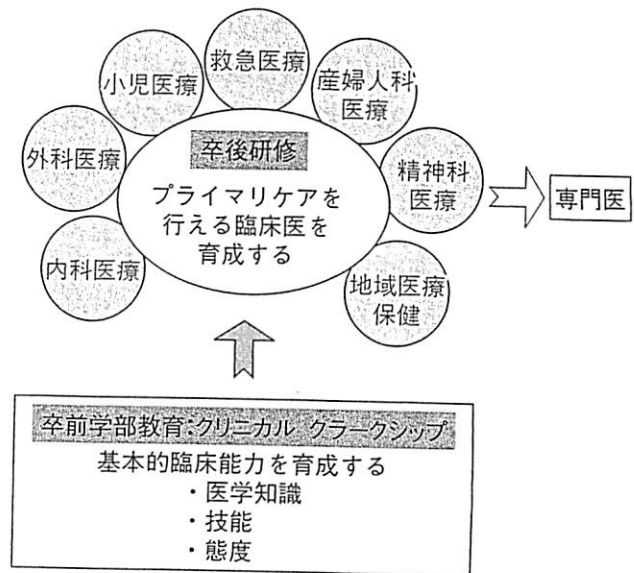 救急医療
小児医療
産婦人科
医療
外科医療
卒後研修
精神科
医療
プライマリケアを
行える臨床医を
育成する
専門医
内科医療
地域医療
保健
卒前学部教育:クリニカル クラークシップ
基本的臨床能力を育成する
・医学知識
・技能
・態度